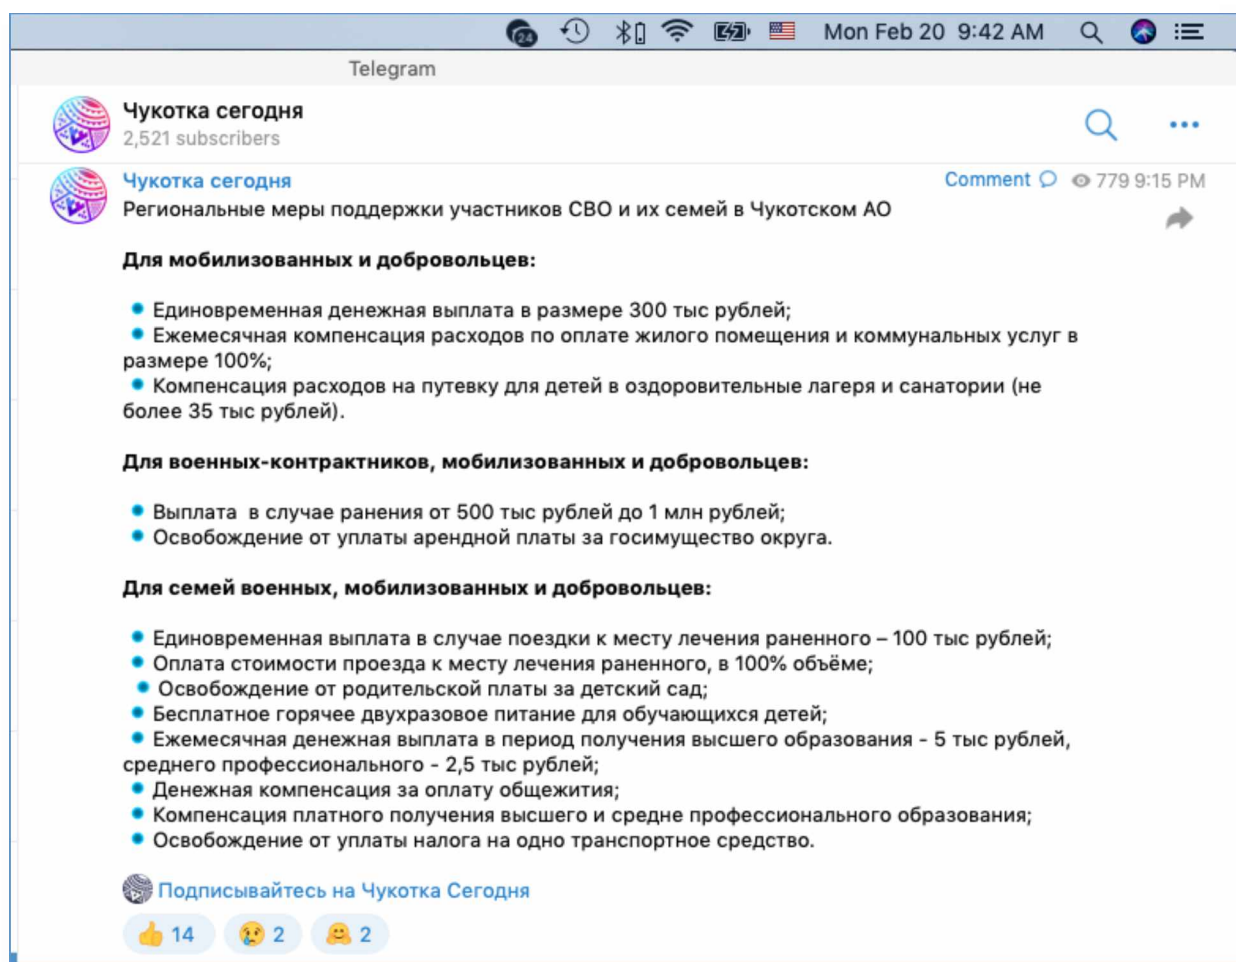 24
Mon Feb 20 9:42 AM
Telegram
Чукотка сегодня
2,521 subscribers
Чукотка сегодня
Comment 779 9:15 PM
Региональные меры поддержки участников СВО и их семей в Чукотском АО
Для мобилизованных и добровольцев:
• Единовременная денежная выплата в размере 300 тыс рублей;
• Ежемесячная компенсация расходов по оплате жилого помещения и коммунальных услуг в
размере 100%;
• Компенсация расходов на путевку для детей в оздоровительные лагеря и санатории (не
более 35 тыс рублей).
Для военных-контрактников, мобилизованных и добровольцев:
• Выплата в случае ранения от 500 тыс рублей до 1 млн рублей;
• Освобождение от уплаты арендной платы за госимущество округа.
Для семей военных, мобилизованных и добровольцев:
• Единовременная выплата в случае поездки к месту лечения раненного – 100 тыс рублей;
• Оплата стоимости проезда к месту лечения раненного, в 100% объёме;
• Освобождение от родительской платы за детский сад;
• Бесплатное горячее двухразовое питание для обучающихся детей;
• Ежемесячная денежная выплата в период получения высшего образования - 5 тыс рублей,
среднего профессионального - 2,5 тыс рублей;
• Денежная компенсация за оплату общежития;
• Компенсация платного получения высшего и средне профессионального образования;
• Освобождение от уплаты налога на одно транспортное средство.
Подписывайтесь на Чукотка Сегодня
👍 14 😢 2 🤗 2